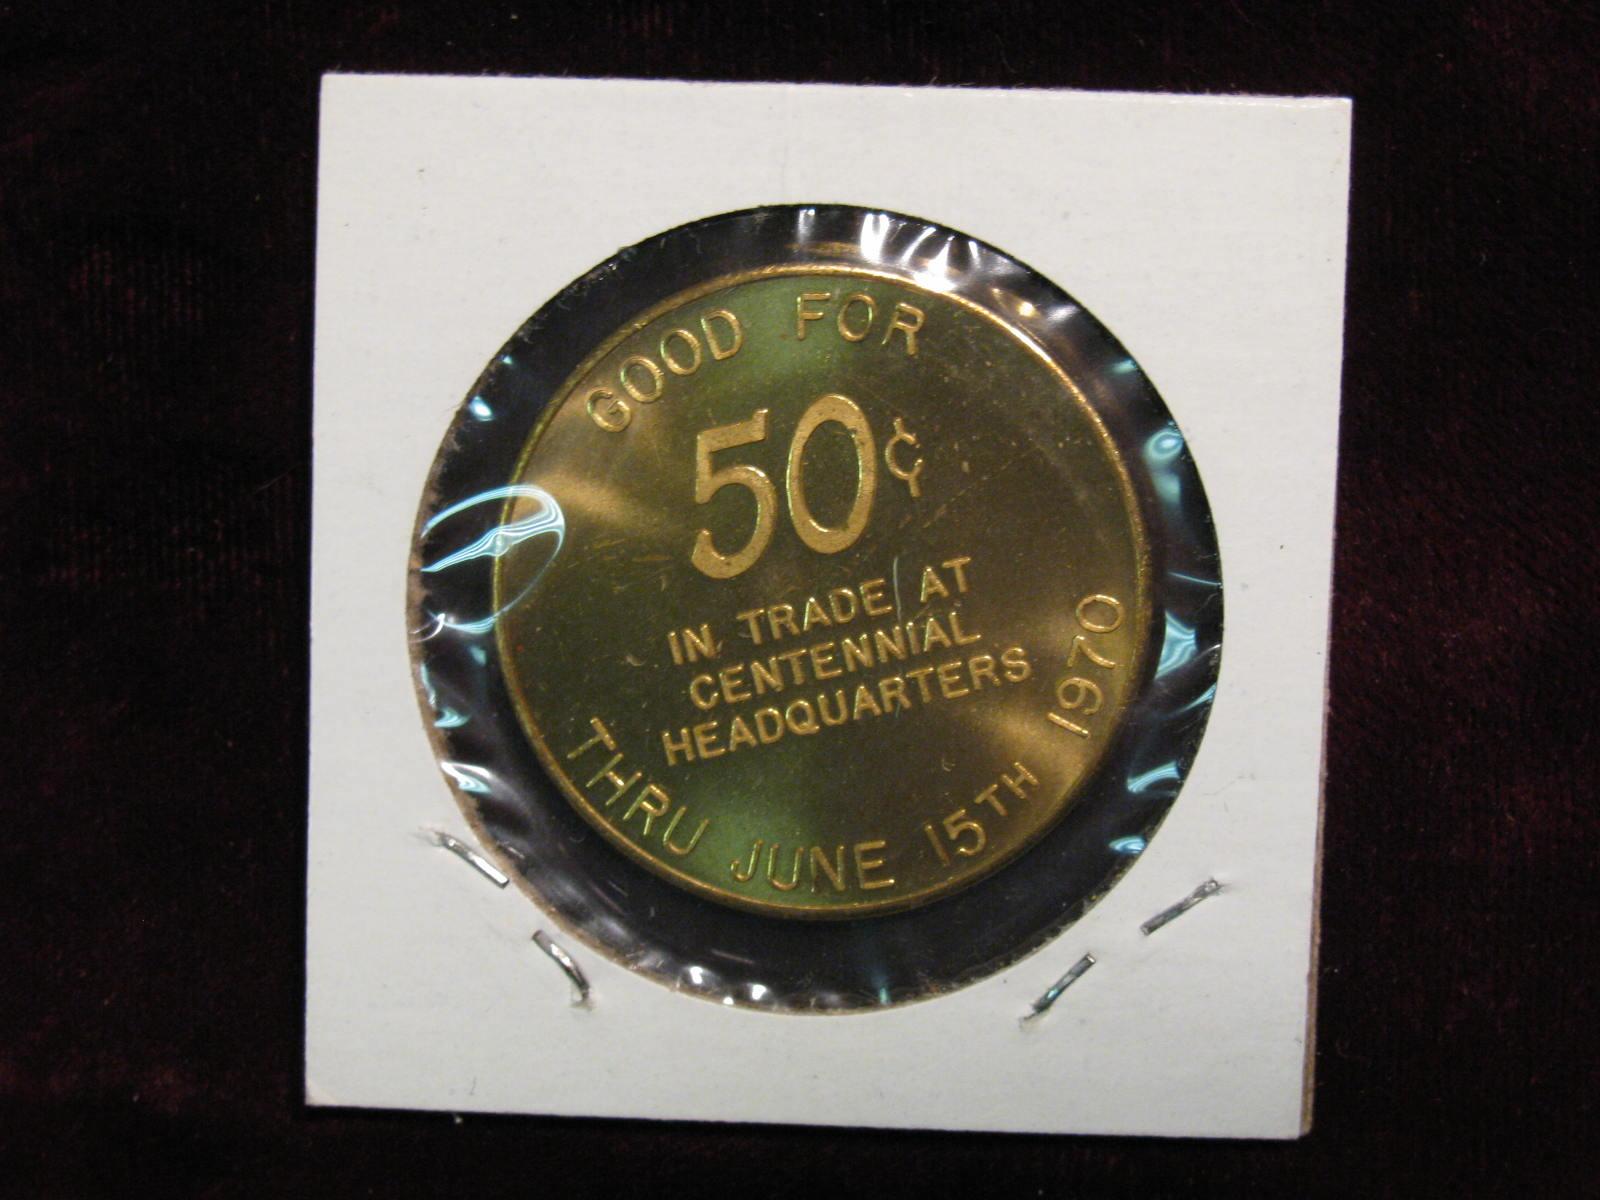 GOOD FOR
50¢
IN TRADE AT
CENTENNIAL
HEADQUARTERS
THRU JUNE 15TH 1970